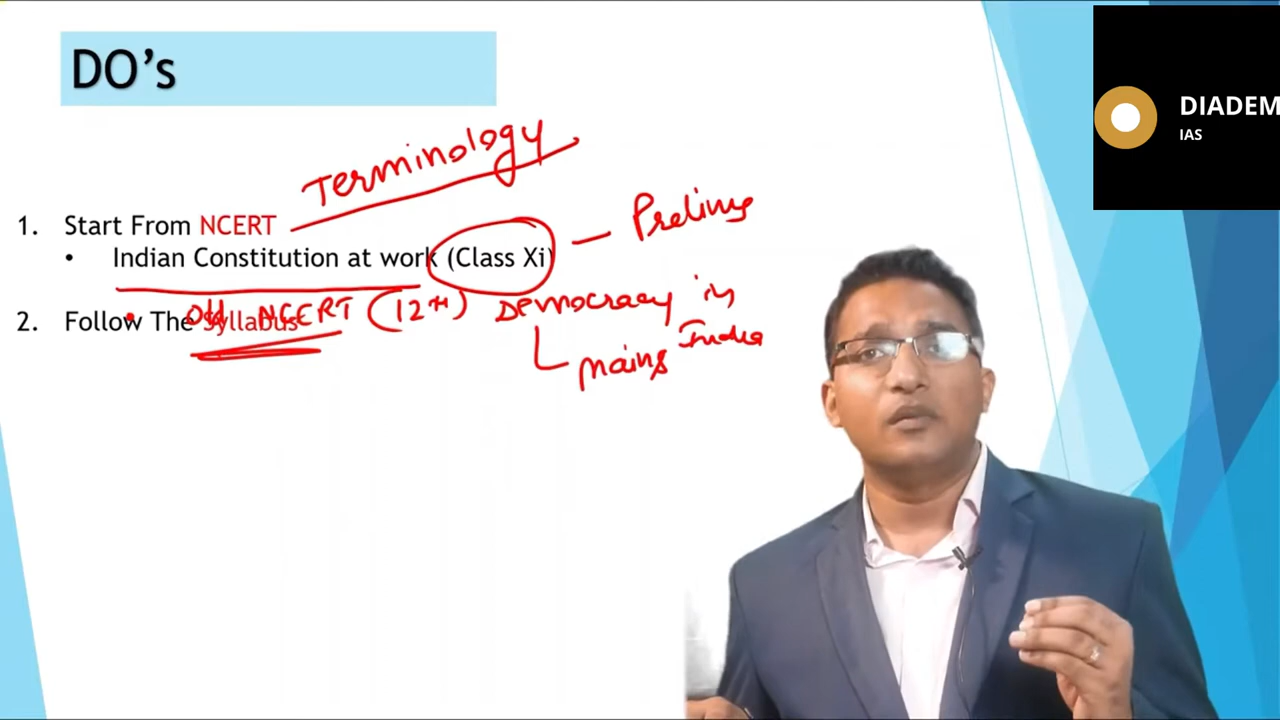 DO's
DIADEM
IAS
Terminology
1. Start From NCERT
• Indian Constitution at work (Class Xi)
Prelims
Old NCERT (12th) Democracy in India
Mains
2. Follow The Syllabus